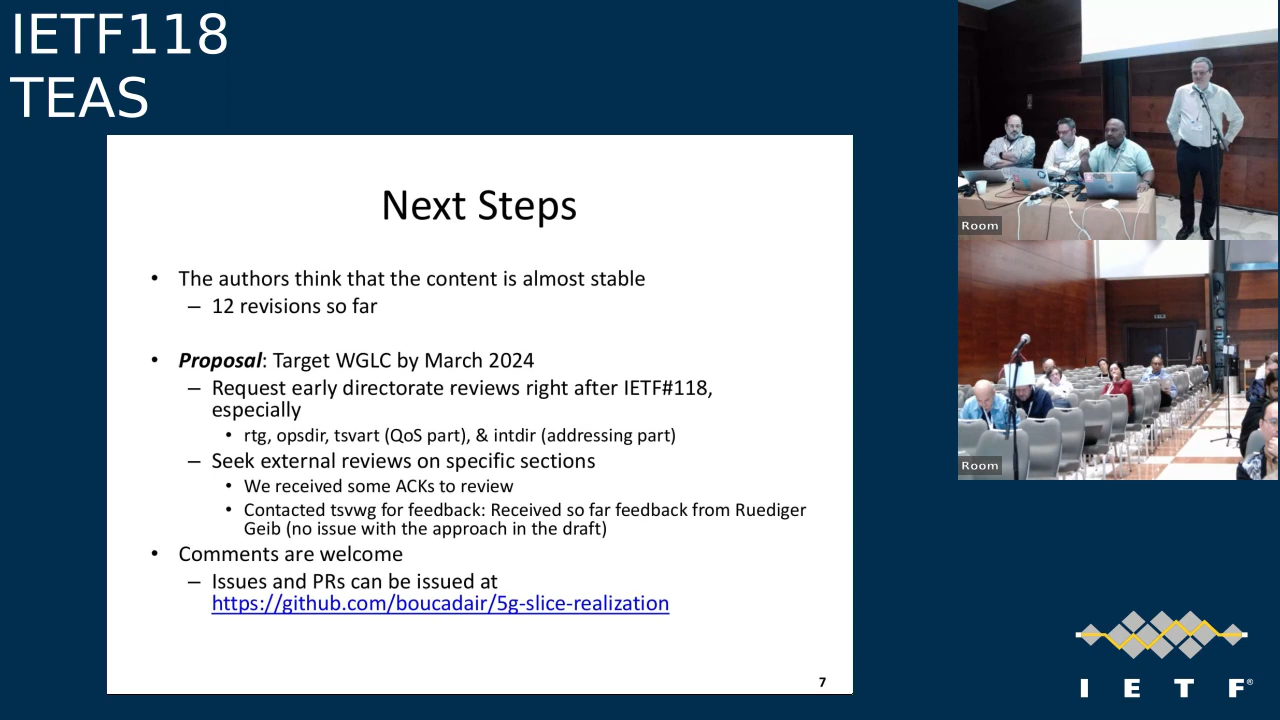 IETF118
TEAS
Next Steps
• The authors think that the content is almost stable
– 12 revisions so far
• Proposal: Target WGLC by March 2024
– Request early directorate reviews right after IETF#118,
especially
• rtg, opsdir, tsvart (QoS part), & intdir (addressing part)
– Seek external reviews on specific sections
• We received some ACKs to review
• Contacted tsvwg for feedback: Received so far feedback from Ruediger
Geib (no issue with the approach in the draft)
• Comments are welcome
– Issues and PRs can be issued at
https://github.com/boucadair/5g-slice-realization
7
Room
Room
I E T F®